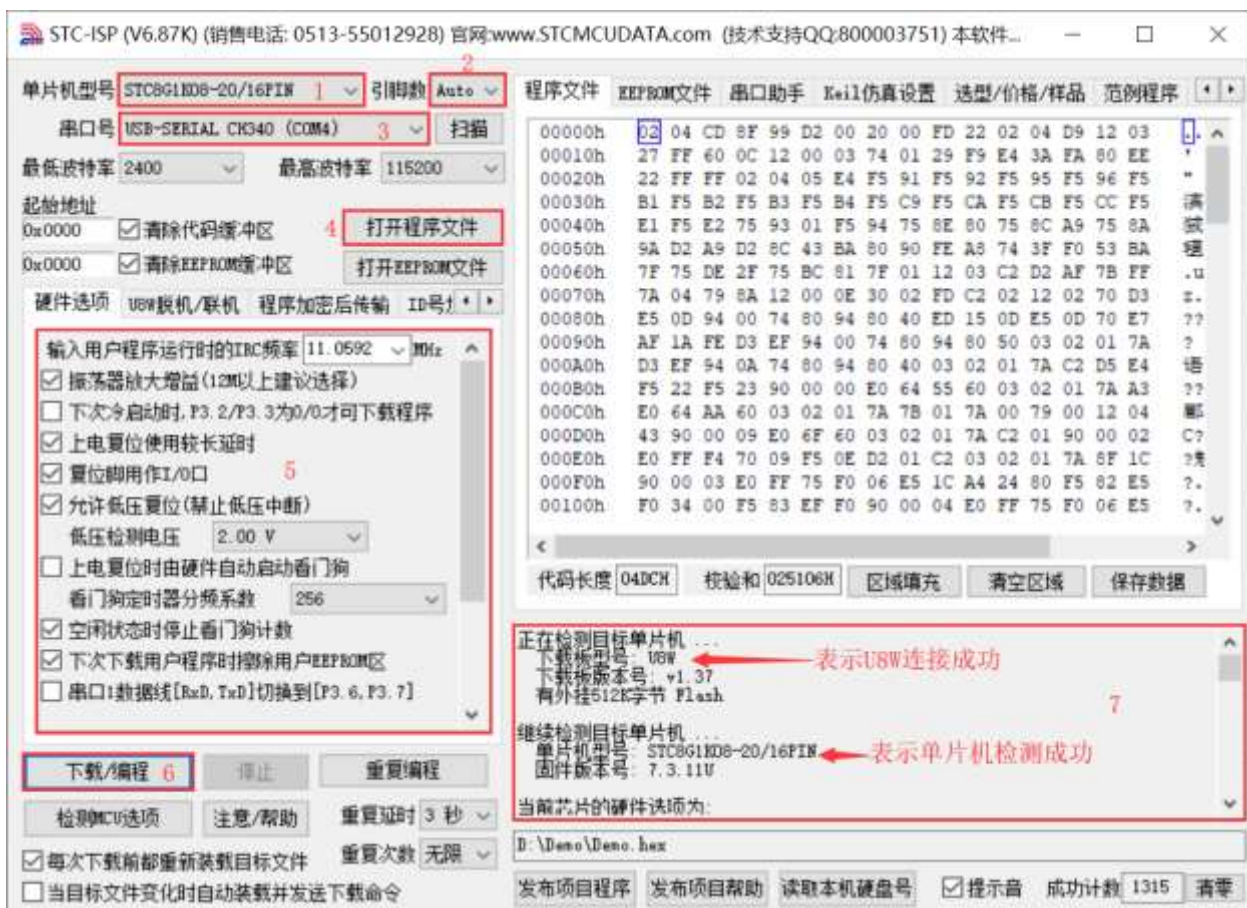 STC-ISP (V6.87K) (销售电话: 0513-55012928) 官网:www.STCMCUDATA.com (技术支持QQ:800003751) 本软件...
2
单片机型号 STC8G1K08-20/16PIN 1 引脚数 Auto
串口号 USB-SERIAL CH340 (COM4) 3 扫描
最低波特率 2400 最高波特率 115200
起始地址
0x0000 清除代码缓冲区 4 打开程序文件
0x0000 清除EEPROM缓冲区 打开EEPROM文件
硬件选项 U8W脱机/联机 程序加密后传输 ID号
输入用户程序运行时的IRC频率 11.0592 MHz
振荡器放大增益(12M以上建议选择)
下次冷启动时,P3.2/P3.3为0/0才可下载程序
上电复位使用较长延时
复位脚用作I/O口 5
允许低压复位(禁止低压中断)
低压检测电压 2.00 V
上电复位时由硬件自动启动看门狗
看门狗定时器分频系数 256
空闲状态时停止看门狗计数
下次下载用户程序时擦除用户EEPROM区
串口1数据线[RxD,TxD]切换到[P3.6,P3.7]
下载/编程 6 停止 重复编程
检测MCU选项 注意/帮助 重复延时 3 秒
每次下载前都重新装载目标文件 重复次数 无限
当目标文件变化时自动装载并发送下载命令
程序文件 EEPROM文件 串口助手 Keil仿真设置 选型/价格/样品 范例程序
00000h 02 04 CD 8F 99 D2 00 20 00 FD 22 02 04 D9 12 03
00010h 27 FF 60 0C 12 00 03 74 01 29 F9 E4 3A FA 80 EE
00020h 22 FF FF 02 04 05 E4 F5 91 F5 92 F5 95 F5 96 F5
00030h B1 F5 B2 F5 B3 F5 B4 F5 C9 F5 CA F5 CB F5 CC F5
00040h E1 F5 E2 75 93 01 F5 94 75 8E 80 75 8C A9 75 8A
00050h 9A D2 A9 D2 8C 43 BA 80 90 FE A8 74 3F F0 53 BA
00060h 7F 75 DE 2F 75 BC 81 7F 01 12 03 C2 D2 AF 7B FF .u
00070h 7A 04 79 8A 12 00 0E 30 02 FD C2 02 12 02 70 D3 z.
00080h E5 0D 94 00 74 80 94 80 40 ED 15 0D E5 0D 70 E7 ??
00090h AF 1A FE D3 EF 94 00 74 80 94 80 50 03 02 01 7A ?
000A0h D3 EF 94 0A 74 80 94 80 40 03 02 01 7A C2 D5 E4 语
000B0h F5 22 F5 23 90 00 00 E0 64 55 60 03 02 01 7A A3 ??
000C0h E0 64 AA 60 03 02 01 7A 7B 01 7A 00 79 00 12 04
000D0h 43 90 00 09 E0 6F 60 03 02 01 7A C2 01 90 00 02 C?
000E0h E0 FF F4 70 09 F5 0E D2 01 C2 03 02 01 7A 8F 1C
000F0h 90 00 03 E0 FF 75 F0 06 E5 1C A4 24 80 F5 82 E5 ?.
00100h F0 34 00 F5 83 EF F0 90 00 04 E0 FF 75 F0 06 E5 ?.
代码长度 04DCH 校验和 025106H 区域填充 清空区域 保存数据
正在检测目标单片机 ...
下载板型号: U8W 表示U8W连接成功
下载板版本号: v1.37
有外挂512K字节 Flash 7
继续检测目标单片机 ...
单片机型号: STC8G1K08-20/16PIN 表示单片机检测成功
固件版本号: 7.3.11U
当前芯片的硬件选项为:
D:\Demo\Demo.hex
发布项目程序 发布项目帮助 读取本机硬盘号 提示音 成功计数 1315 清零